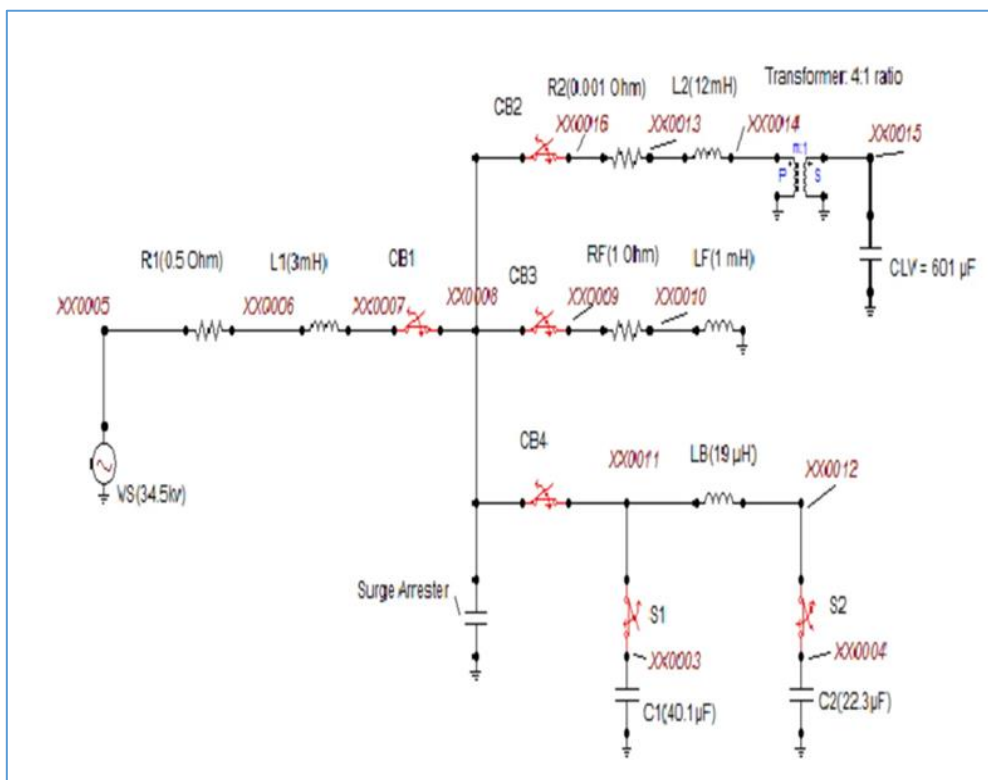 Transformer: 4:1 ratio
R2(0.001 Ohm)
L2(12mH)
CB2
XX0016
XX0013
XX0014
XX0015
n:1
P
S
CLV = 601 µF
R1(0.5 Ohm)
L1(3mH)
CB1
CB3
RF(1 Ohm)
LF(1 mH)
XX0005
XX0006
XX0007
XX0008
XX0009
XX0010
VS(34.5kv)
CB4
XX0011
LB(19 µH)
XX0012
Surge Arrester
S1
S2
XX0003
XX0004
C1(40.1µF)
C2(22.3µF)